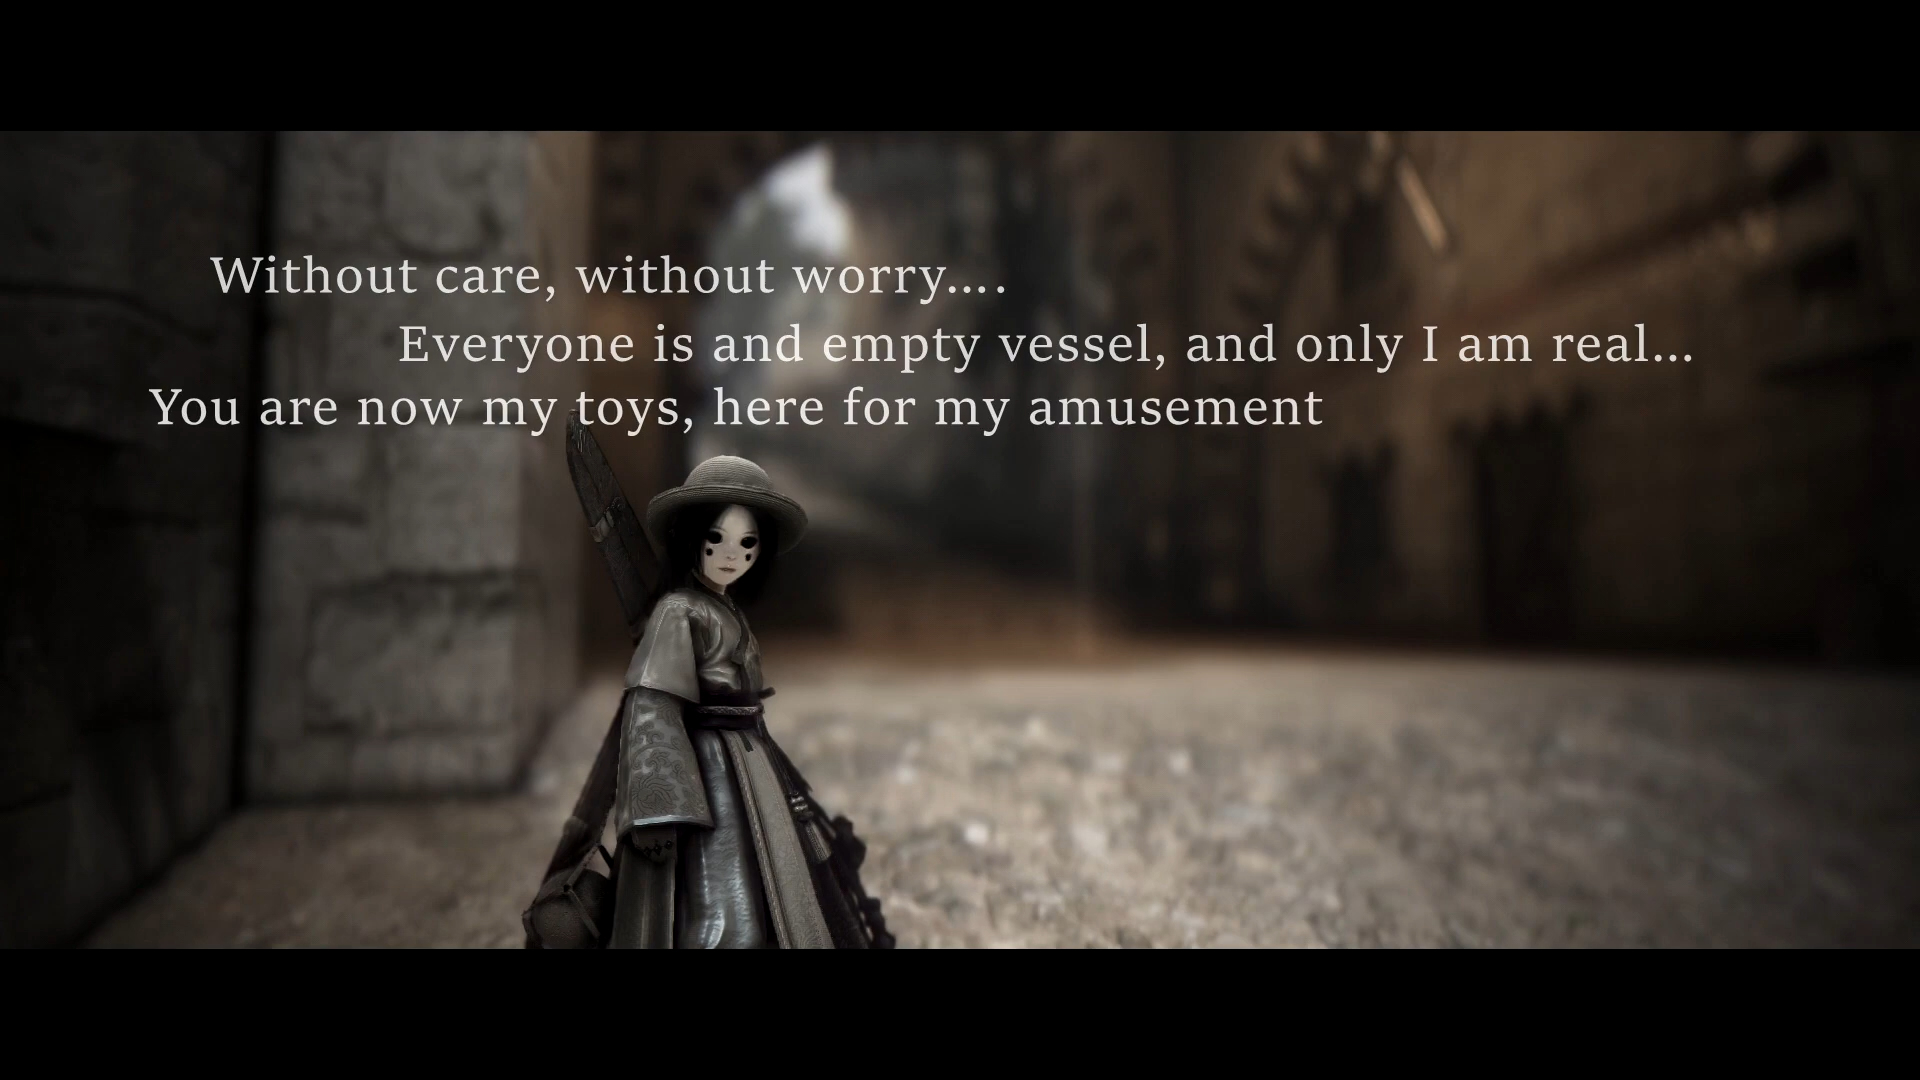 Without care, without worry....
Everyone is and empty vessel, and only I am real...
You are now my toys, here for my amusement